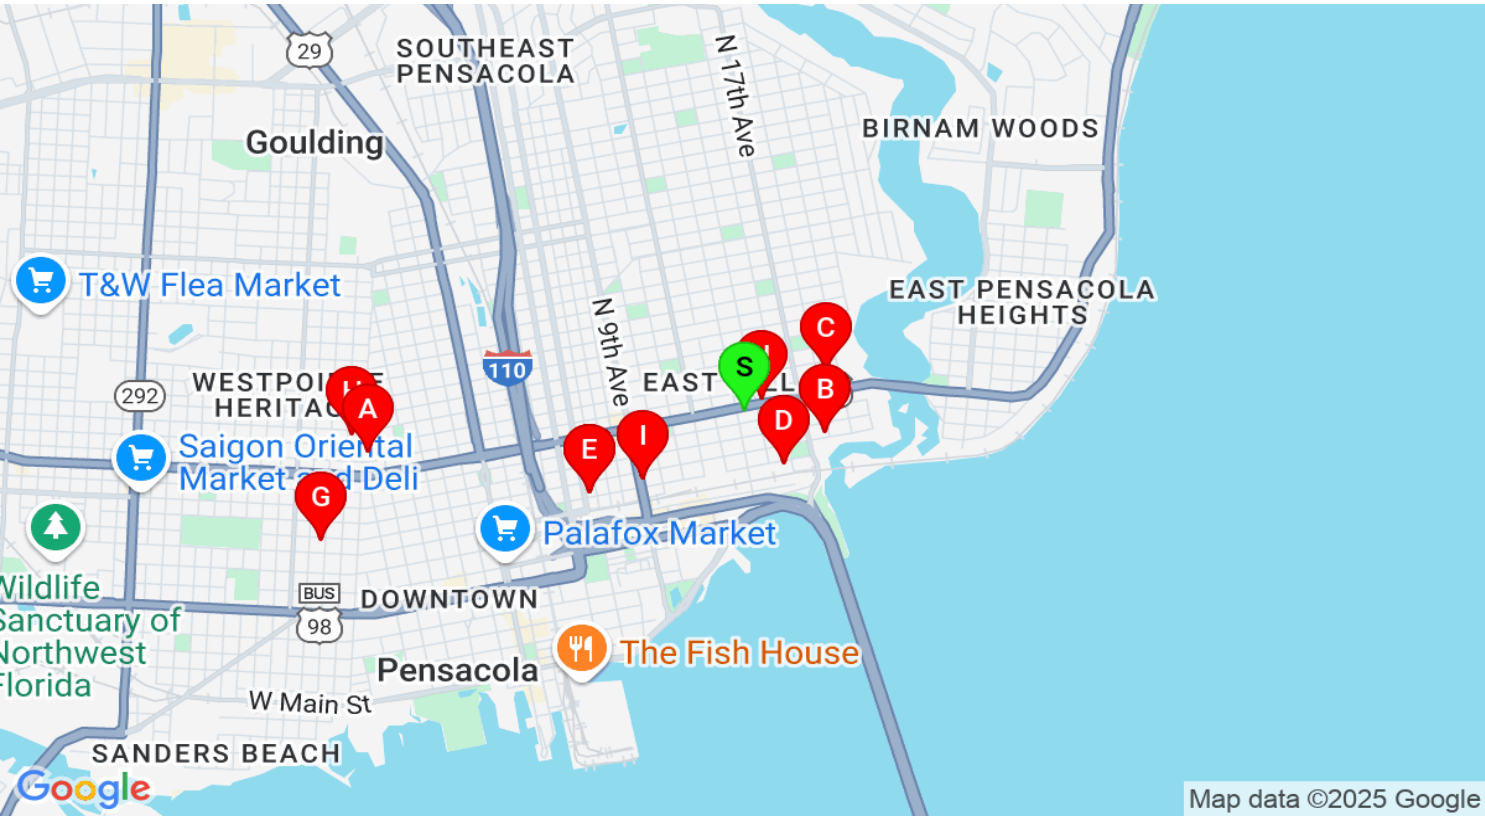 29
SOUTHEAST
PENSACOLA
N 17th Ave
Goulding
BIRNAM WOODS
T&W Flea Market
EAST PENSACOLA
HEIGHTS
N 9th Ave
C
S
110
WESTPOINTE
HERITA
EAST
B
292
A
D
E
I
Saigon Oriental
Market and Deli
G
Palafox Market
Wildlife
Sanctuary of
Northwest
Florida
BUS
98
DOWNTOWN
The Fish House
Pensacola
W Main St
SANDERS BEACH
Google
Map data ©2025 Google